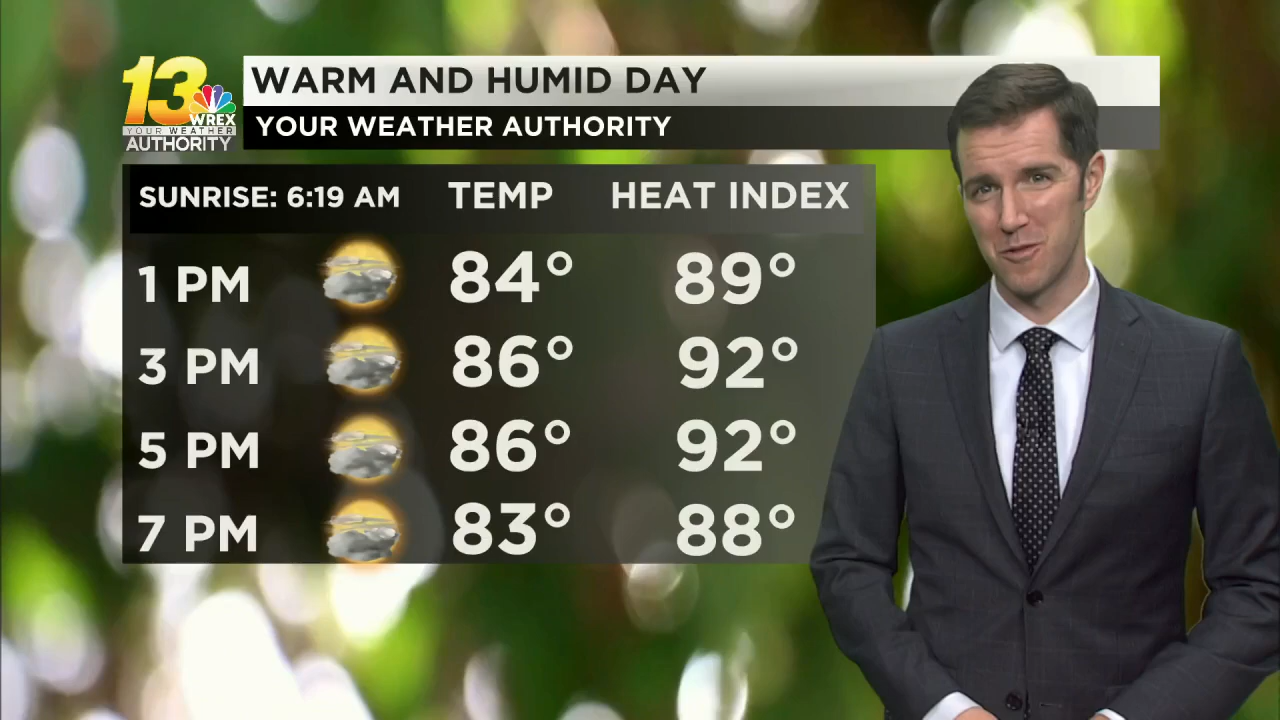 13
WREX
YOUR WEATHER
AUTHORITY
WARM AND HUMID DAY
YOUR WEATHER AUTHORITY
SUNRISE: 6:19 AM TEMP HEAT INDEX
1 PM 84° 89°
3 PM 86° 92°
5 PM 86° 92°
7 PM 83° 88°